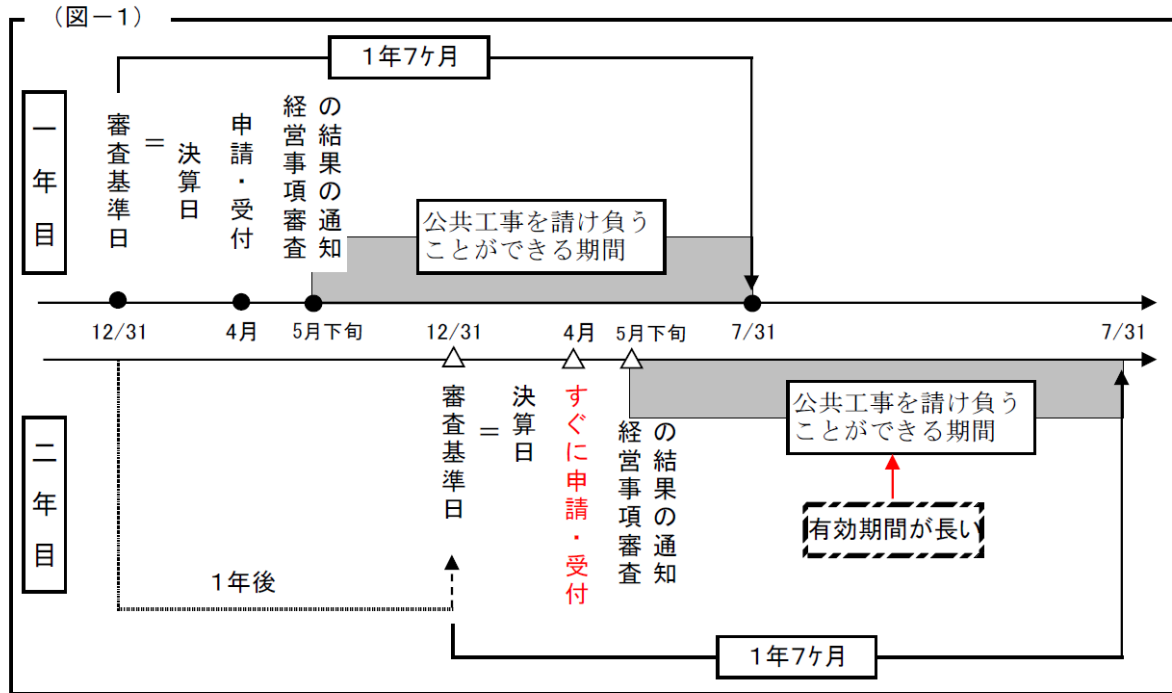 （図－１）
１年７ヶ月
一年目
審査基準日
＝
決算日
申請・受付
経営事項審査
の結果の通知
公共工事を請け負う
ことができる期間
12/31
4月
5月下旬
12/31
4月
5月下旬
7/31
7/31
二年目
審査基準日
＝
決算日
すぐに申請・受付
経営事項審査
の結果の通知
公共工事を請け負う
ことができる期間
有効期間が長い
１年後
１年７ヶ月